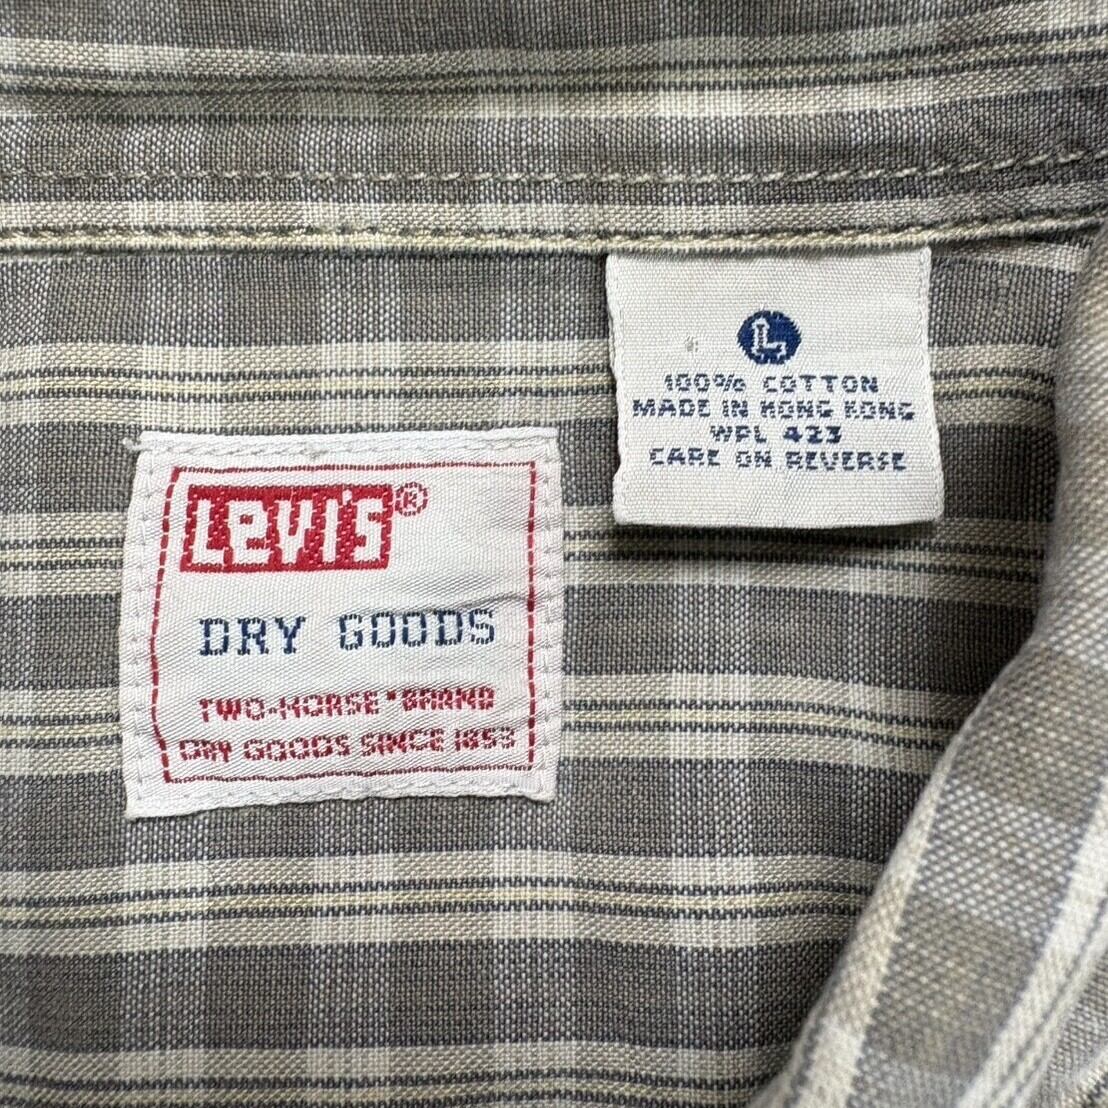 L
100% COTTON
MADE IN HONG KONG
WPL 423
CARE ON REVERSE
LEVI'S®
DRY GOODS
TWO-HORSE®BRAND
DRY GOODS SINCE 1853